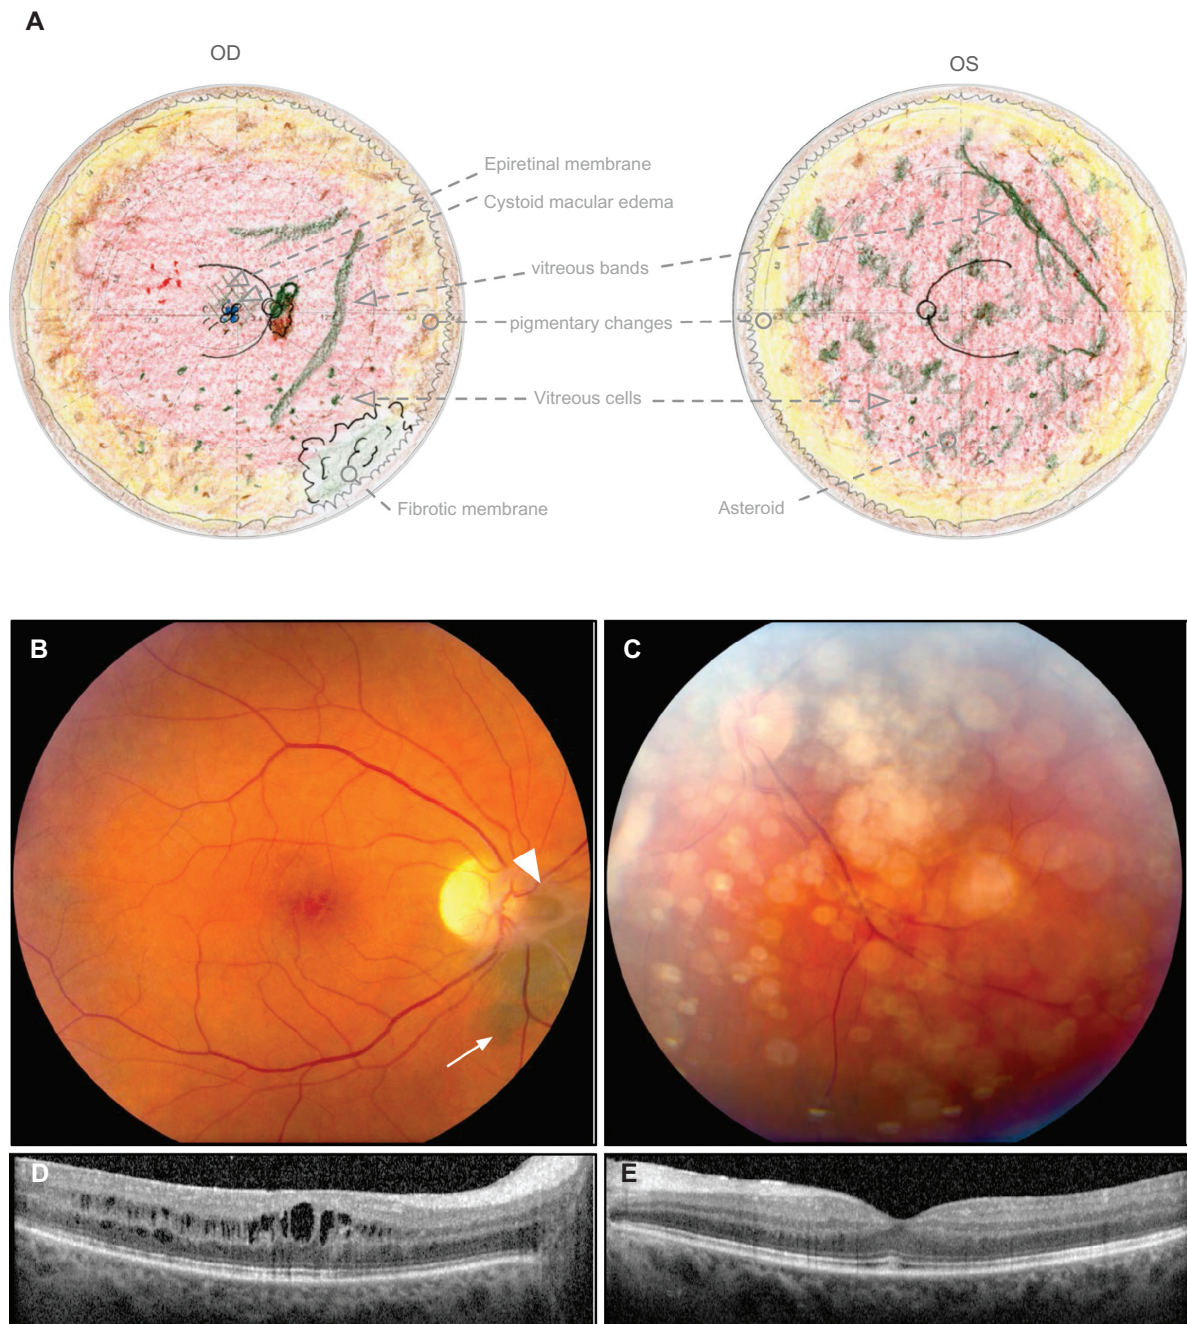 A
OD
OS
Epiretinal membrane
Cystoid macular edema
vitreous bands
pigmentary changes
Vitreous cells
Fibrotic membrane
Asteroid
B
C
D
E